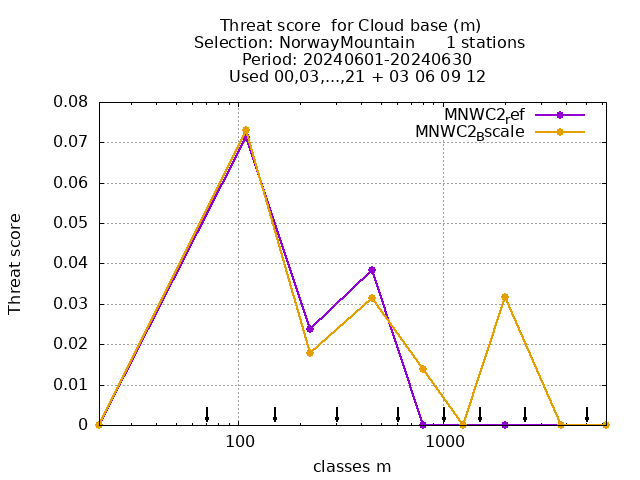 Threat score  for Cloud base (m)
Selection: NorwayMountain      1 stations
Period: 20240601-20240630
Used 00,03,...,21 + 03 06 09 12
MNWC2ref
MNWC2Bscale
0.08
0.07
0.06
0.05
0.04
0.03
0.02
0.01
0
Threat score
100
1000
classes m